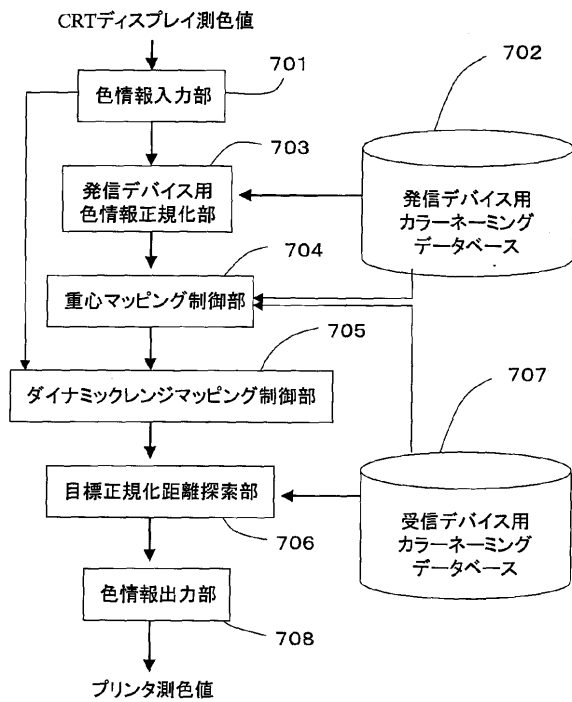 CRTディスプレイ測色値
701
色情報入力部
702
703
発信デバイス用
色情報正規化部
発信デバイス用
カラーネーミング
データベース
704
重心マッピング制御部
705
ダイナミックレンジマッピング制御部
707
目標正規化距離探索部
706
受信デバイス用
カラーネーミング
データベース
色情報出力部
708
プリンタ測色値